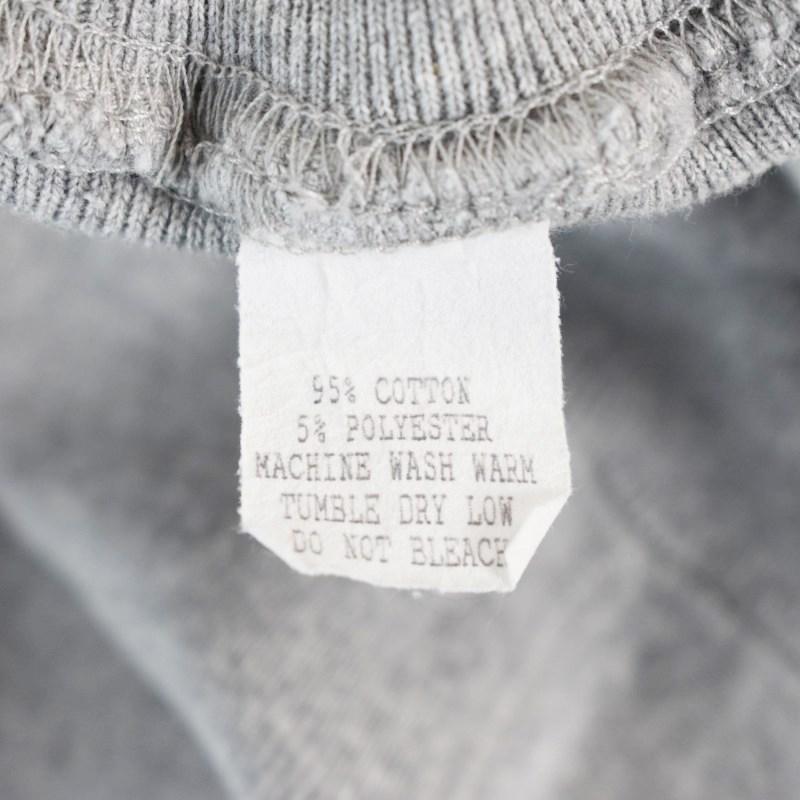 95% COTTON
5% POLYESTER
MACHINE WASH WARM
TUMBLE DRY LOW
DO NOT BLEACH